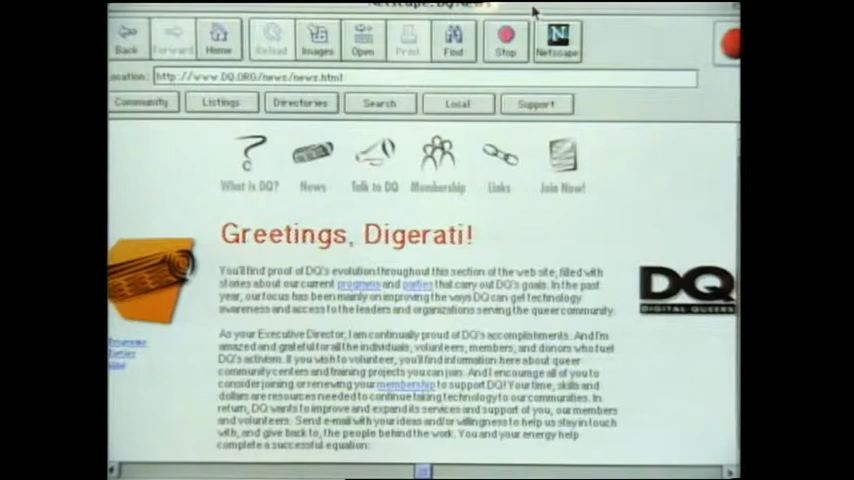 Netscape: DQ News
Back Forward Home Reload Images Open Print Find Stop Netscape
ocation: http://www.DQ.ORG/news/news.html
Community Listings Directories Search Local Support
What is DQ? News Talk to DQ Membership Links Join Now!
Greetings, Digerati!
You'll find proof of DQ's evolution throughout this section of the web site, filled with
stories about our current programs and parties that carry out DQ's goals. In the past
year, our focus has been mainly on improving the ways DQ can get technology
awareness and access to the leaders and organizations serving the queer community.
DQ
DIGITAL QUEERS
As your Executive Director, I am continually proud of DQ's accomplishments. And I'm
amazed and grateful for all the individuals, volunteers, members, and donors who fuel
DQ's activism. If you wish to volunteer, you'll find information here about queer
community centers and training projects you can join. And I encourage all of you to
consider joining or renewing your membership to support DQ! Your time, skills and
dollars are resources needed to continue taking technology to our communities. In
return, DQ wants to improve and expand its services and support of you, our members
and volunteers. Send e-mail with your ideas and/or willingness to help us stay in touch
with, and give back to, the people behind the work. You and your energy help
complete a successful equation:
Programs
Parties